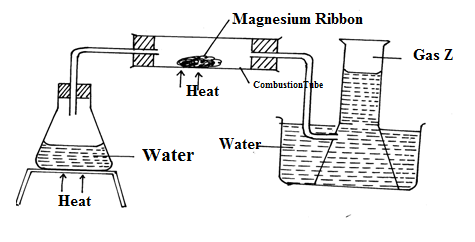 Magnesium Ribbon
Gas Z
Heat
CombustionTube
Water
Water
Heat